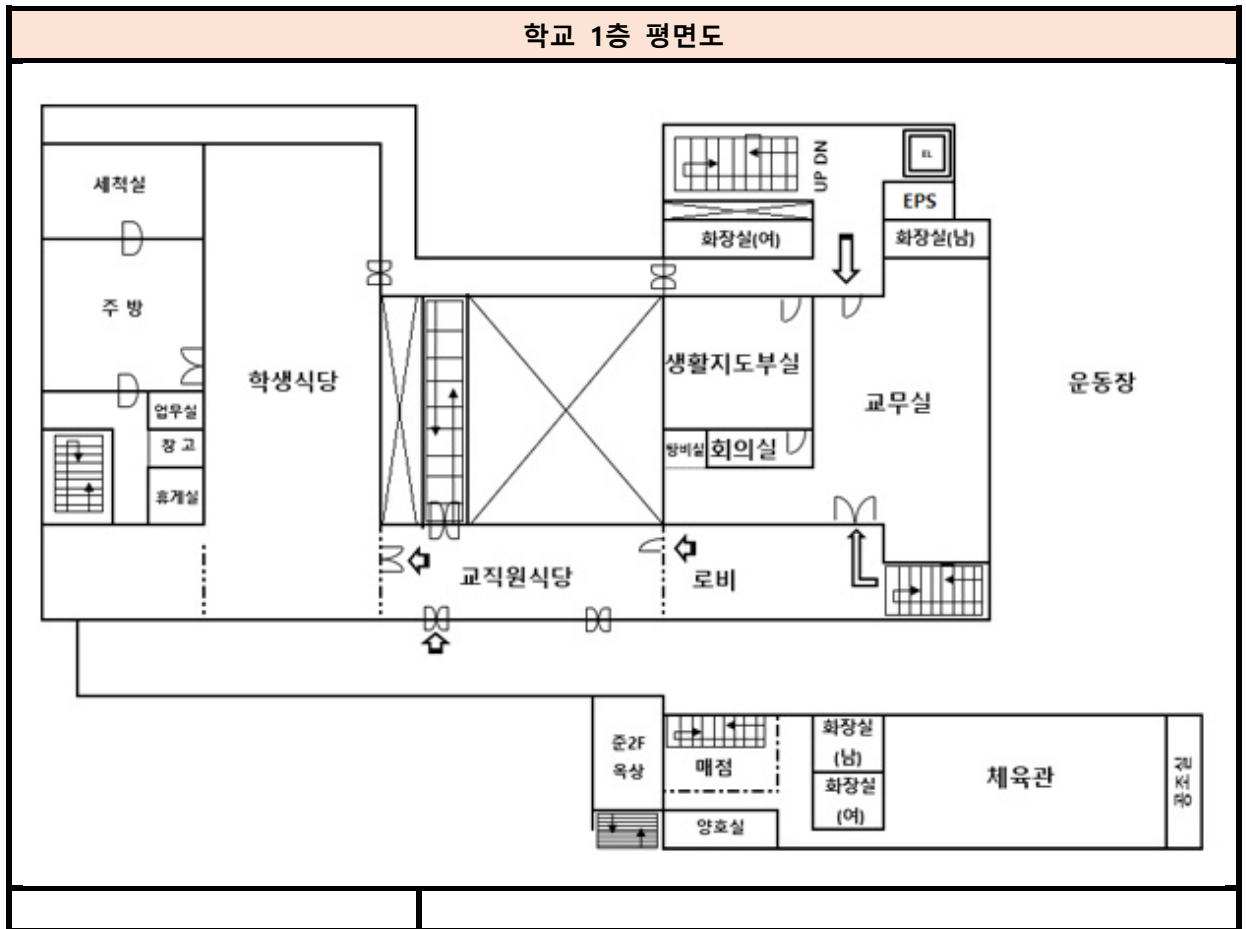 학교 1층 평면도
세척실
주 방
업무실
창 고
휴게실
학생식당
교직원식당
UP DN
EL
EPS
화장실(여)
화장실(남)
생활지도부실
탕비실
회의실
교무실
로비
운동장
준2F
옥상
매점
양호실
화장실
(남)
화장실
(여)
체육관
공조실